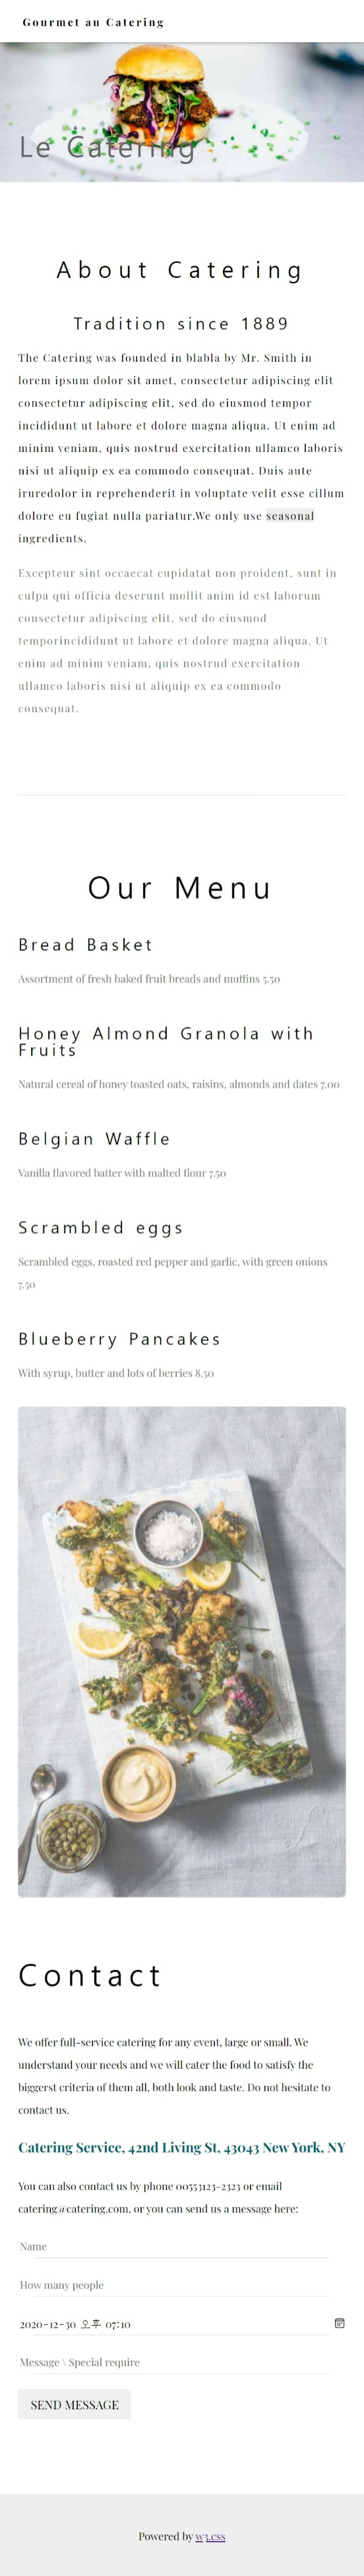 Gourmet au Catering
Le Catering
About Catering
Tradition since 1889
The Catering was founded in blabla by Mr. Smith in
lorem ipsum dolor sit amet, consectetur adipiscing elit
consectetur adipiscing elit, sed do eiusmod tempor
incididunt ut labore et dolore magna aliqua. Ut enim ad
minim veniam, quis nostrud exercitation ullamco laboris
nisi ut aliquip ex ea commodo consequat. Duis aute
iruredolor in reprehenderit in voluptate velit esse cillum
dolore eu fugiat nulla pariatur.We only use seasonal
ingredients.
Excepteur sint occaecat cupidatat non proident, sunt in
culpa qui officia deserunt mollit anim id est laborum
consectetur adipiscing elit, sed do eiusmod
temporincididunt ut labore et dolore magna aliqua. Ut
enim ad minim veniam, quis nostrud exercitation
ullamco laboris nisi ut aliquip ex ea commodo
consequat.
Our Menu
Bread Basket
Assortment of fresh baked fruit breads and muffins 5.50
Honey Almond Granola with
Fruits
Natural cereal of honey toasted oats, raisins, almonds and dates 7.00
Belgian Waffle
Vanilla flavored batter with malted flour 7.50
Scrambled eggs
Scrambled eggs, roasted red pepper and garlic, with green onions
7.50
Blueberry Pancakes
With syrup, butter and lots of berries 8.50
Contact
We offer full-service catering for any event, large or small. We
understand your needs and we will cater the food to satisfy the
biggerst criteria of them all, both look and taste. Do not hesitate to
contact us.
Catering Service, 42nd Living St, 43043 New York, NY
You can also contact us by phone 00553123-2323 or email
catering@catering.com, or you can send us a message here:
Name
How many people
2020-12-30 오후 07:10
Message \ Special require
SEND MESSAGE
Powered by w3.css